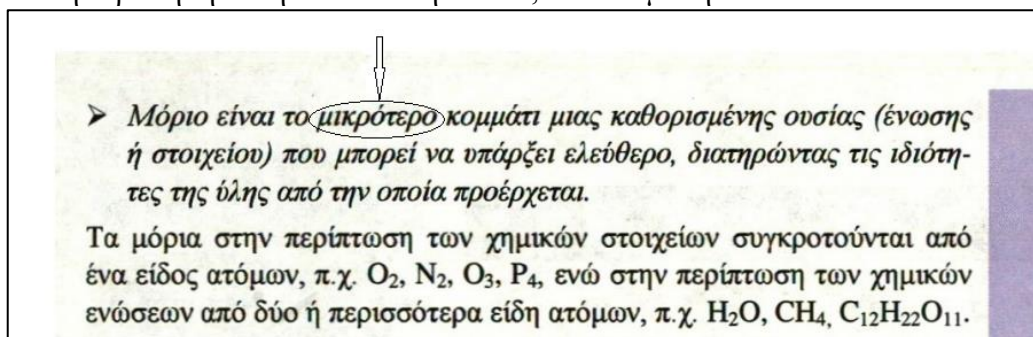 ➤ Μόριο είναι το μικρότερο κομμάτι μιας καθορισμένης ουσίας (ένωσης
ή στοιχείου) που μπορεί να υπάρξει ελεύθερο, διατηρώντας τις ιδιότη-
τες της ύλης από την οποία προέρχεται.
Τα μόρια στην περίπτωση των χημικών στοιχείων συγκροτούνται από
ένα είδος ατόμων, π.χ. O₂, N₂, O₃, P₄, ενώ στην περίπτωση των χημικών
ενώσεων από δύο ή περισσότερα είδη ατόμων, π.χ. H₂O, CH₄, C₁₂H₂₂O₁₁.